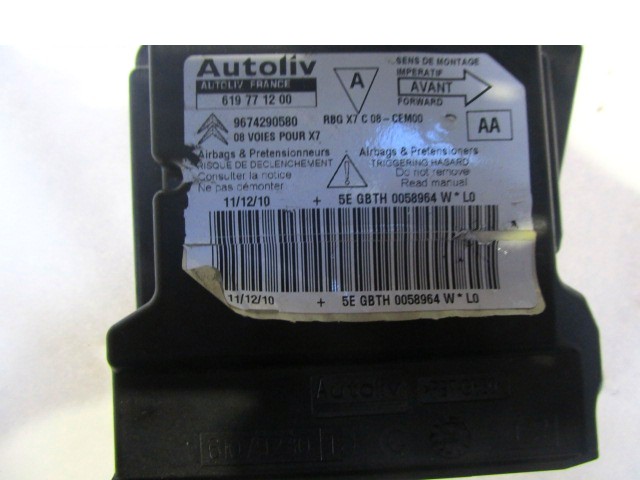 Autoliv
AUTOLIV FRANCE
619 77 12 00
A
SENS DE MONTAGE
IMPERATIF
AVANT
FORWARD
9674290580
08 VOIES POUR X7
RBG X7 C 08-CEM00
AA
Airbags & Pretensionneurs
RISQUE DE DECLENCHEMENT
Consulter la notice
Ne pas démonter
Airbags & Pretensioners
TRIGGERING HASARD
Do not remove
Read manual
11/12/10 + 5E GBTH 0058964 W * L0
11/12/10 + 5E GBTH 0058964 W * L0
Autoliv